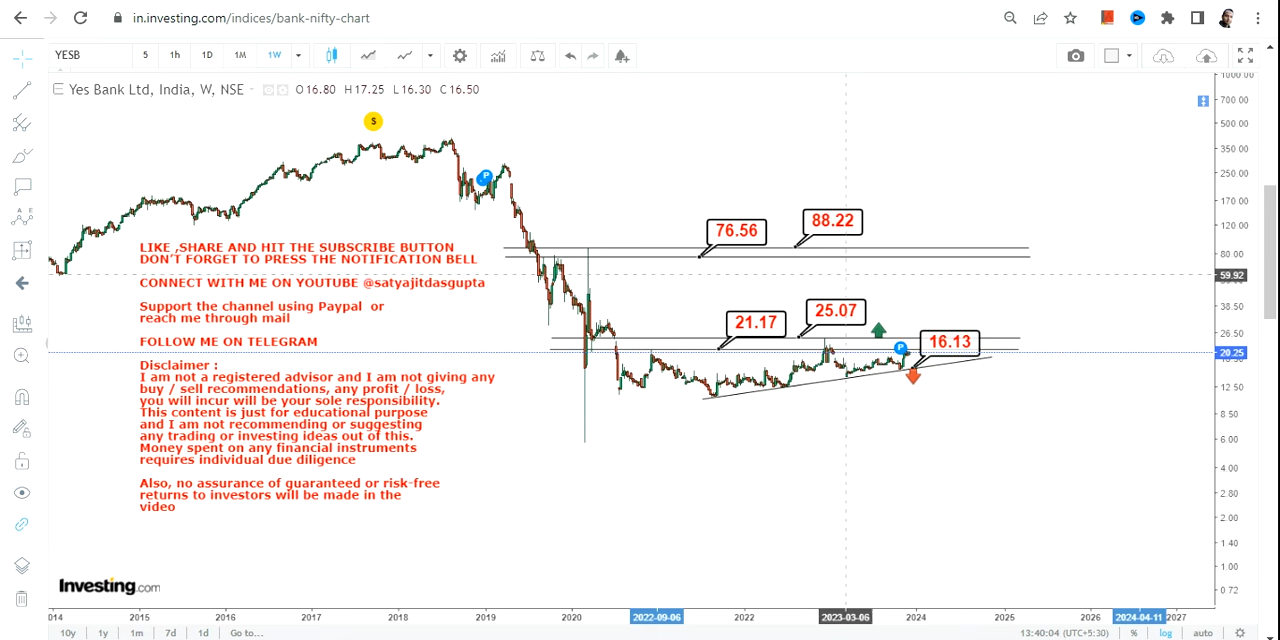 in.investing.com/indices/bank-nifty-chart
YESB 5 1h 1D 1M 1W
Yes Bank Ltd, India, W, NSE O16.80 H17.25 L16.30 C16.50
1000.00
700.00
500.00
350.00
250.00
170.00
120.00
80.00
59.92
38.50
26.50
20.25
12.50
8.50
6.00
4.00
2.80
2.00
1.40
1.00
0.72
$
P
76.56
88.22
21.17
25.07
P
16.13
LIKE ,SHARE AND HIT THE SUBSCRIBE BUTTON
DON'T FORGET TO PRESS THE NOTIFICATION BELL
CONNECT WITH ME ON YOUTUBE @satyajitdasgupta
Support the channel using Paypal or
reach me through mail
FOLLOW ME ON TELEGRAM
Disclaimer :
I am not a registered advisor and I am not giving any
buy / sell recommendations, any profit / loss,
you will incur will be your sole responsibility.
This content is just for educational purpose
and I am not recommending or suggesting
any trading or investing ideas out of this.
Money spent on any financial instruments
requires individual due diligence
Also, no assurance of guaranteed or risk-free
returns to investors will be made in the
video
Investing.com
014 2015 2016 2017 2018 2019 2020 2022-09-06 2022 2023-03-06 2024 2025 2026 2024-04-11 2027
10y 1y 1m 7d 1d Go to... 13:40:04 (UTC+5:30) % log auto